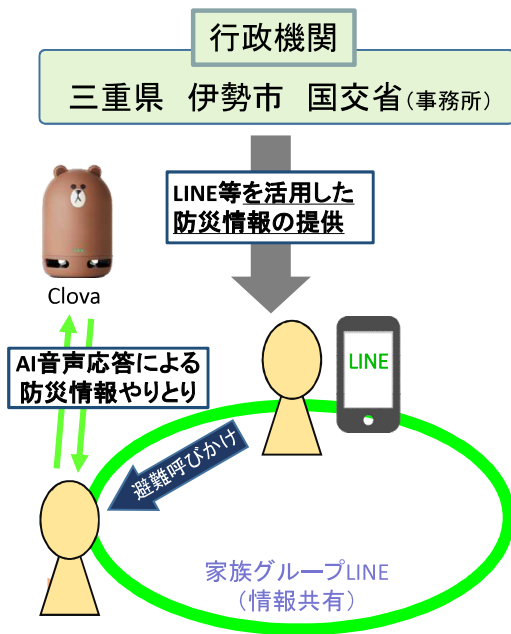 行政機関
三重県 伊勢市 国交省(事務所)
LINE等を活用した
防災情報の提供
Clova
LINE
AI音声応答による
防災情報やりとり
避難呼びかけ
家族グループLINE
(情報共有)